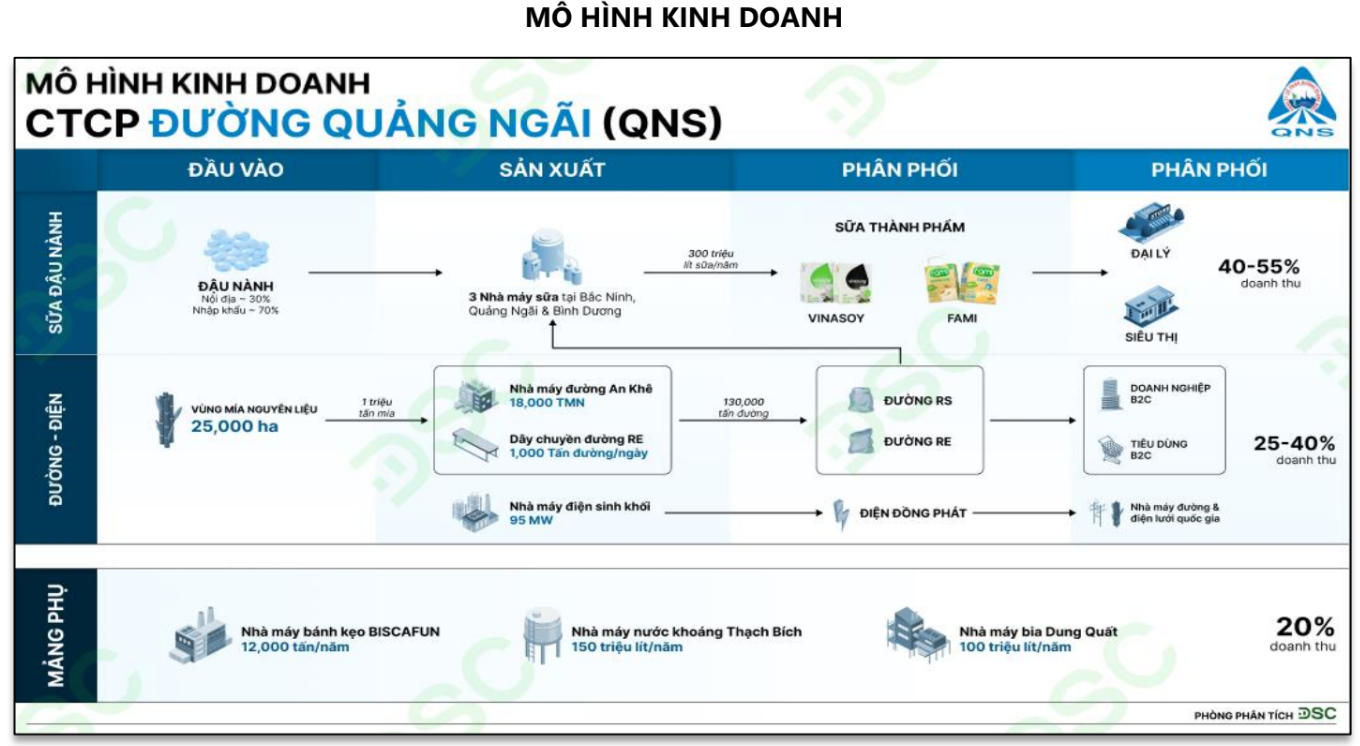 MÔ HÌNH KINH DOANH
MÔ HÌNH KINH DOANH
CTCP ĐƯỜNG QUẢNG NGÃI (QNS)
QNS
ĐẦU VÀO
SẢN XUẤT
PHÂN PHỐI
PHÂN PHỐI
SỮA ĐẬU NÀNH
ĐẬU NÀNH
Nội địa ~ 30%
Nhập khẩu ~ 70%
3 Nhà máy sữa tại Bắc Ninh,
Quảng Ngãi & Bình Dương
300 triệu
lít sữa/năm
SỮA THÀNH PHẨM
VINASOY
FAMI
ĐẠI LÝ
SIÊU THỊ
40-55%
doanh thu
ĐƯỜNG - ĐIỆN
VÙNG MÍA NGUYÊN LIỆU
25,000 ha
1 triệu
tấn mía
Nhà máy đường An Khê
18,000 TMN
Dây chuyền đường RE
1,000 Tấn đường/ngày
130,000
tấn đường
ĐƯỜNG RS
ĐƯỜNG RE
DOANH NGHIỆP
B2C
TIÊU DÙNG
B2C
25-40%
doanh thu
Nhà máy điện sinh khối
95 MW
ĐIỆN ĐỒNG PHÁT
Nhà máy đường &
điện lưới quốc gia
MẢNG PHỤ
Nhà máy bánh kẹo BISCAFUN
12,000 tấn/năm
Nhà máy nước khoáng Thạch Bích
150 triệu lít/năm
Nhà máy bia Dung Quất
100 triệu lít/năm
20%
doanh thu
PHÒNG PHÂN TÍCH DSC